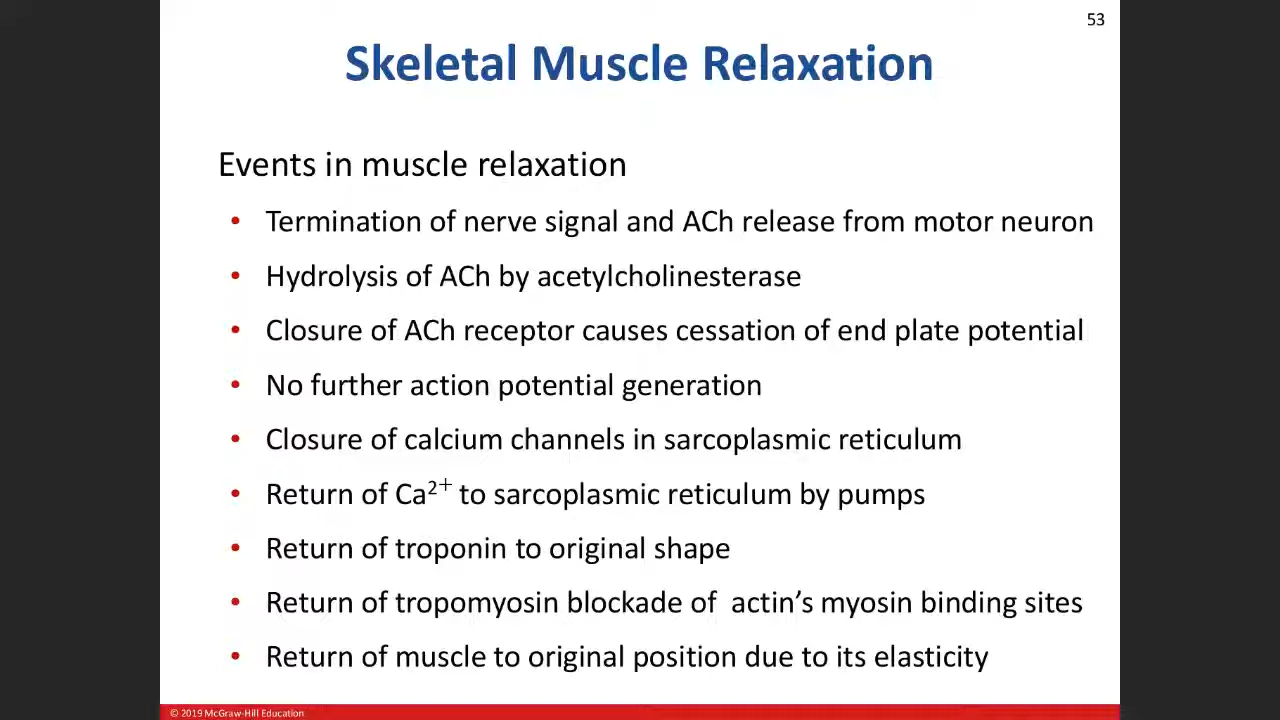 53
Skeletal Muscle Relaxation
Events in muscle relaxation
• Termination of nerve signal and ACh release from motor neuron
• Hydrolysis of ACh by acetylcholinesterase
• Closure of ACh receptor causes cessation of end plate potential
• No further action potential generation
• Closure of calcium channels in sarcoplasmic reticulum
• Return of Ca²⁺ to sarcoplasmic reticulum by pumps
• Return of troponin to original shape
• Return of tropomyosin blockade of  actin’s myosin binding sites
• Return of muscle to original position due to its elasticity
© 2019 McGraw-Hill Education